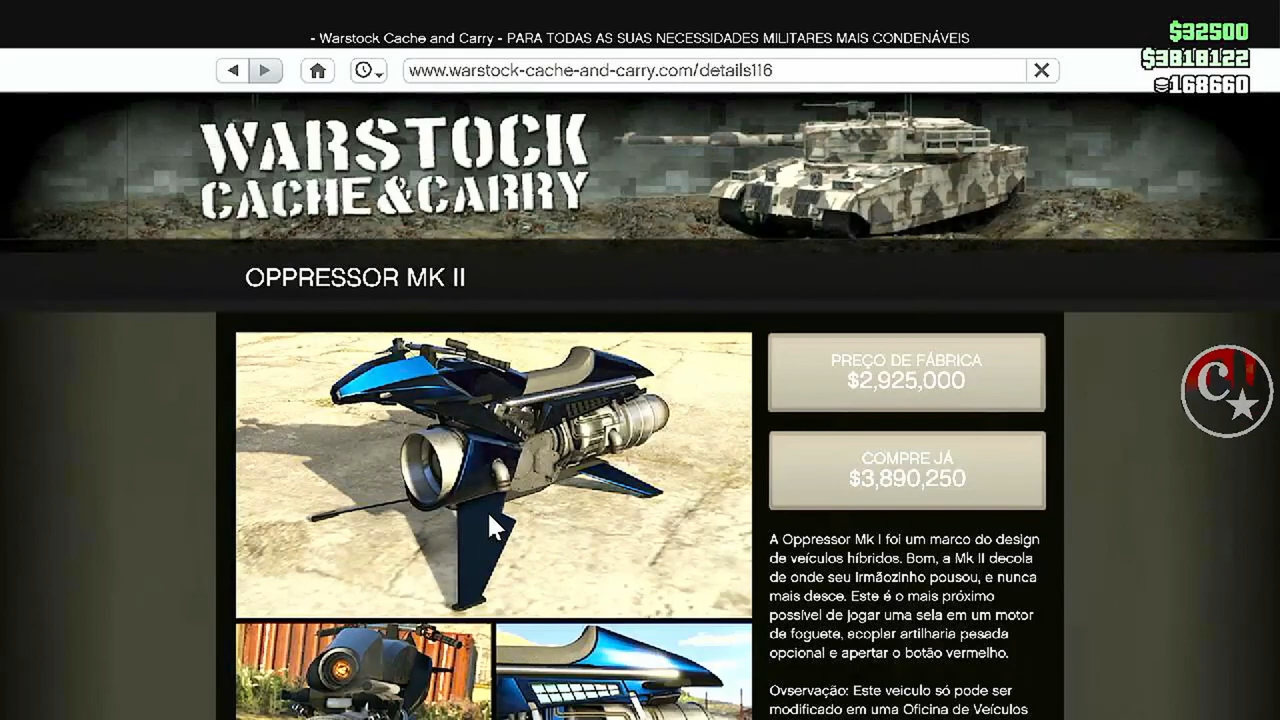 - Warstock Cache and Carry - PARA TODAS AS SUAS NECESSIDADES MILITARES MAIS CONDENÁVEIS
$32500
$3818122
168660
www.warstock-cache-and-carry.com/details116
WARSTOCK
CACHE&CARRY
OPPRESSOR MK II
PREÇO DE FÁBRICA
$2,925,000
COMPRE JÁ
$3,890,250
A Oppressor Mk I foi um marco do design
de veículos híbridos. Bom, a Mk II decola
de onde seu irmãozinho pousou, e nunca
mais desce. Este é o mais próximo
possível de jogar uma sela em um motor
de foguete, acoplar artilharia pesada
opcional e apertar o botão vermelho.
Ovservação: Este veiculo só pode ser
modificado em uma Oficina de Veículos
C